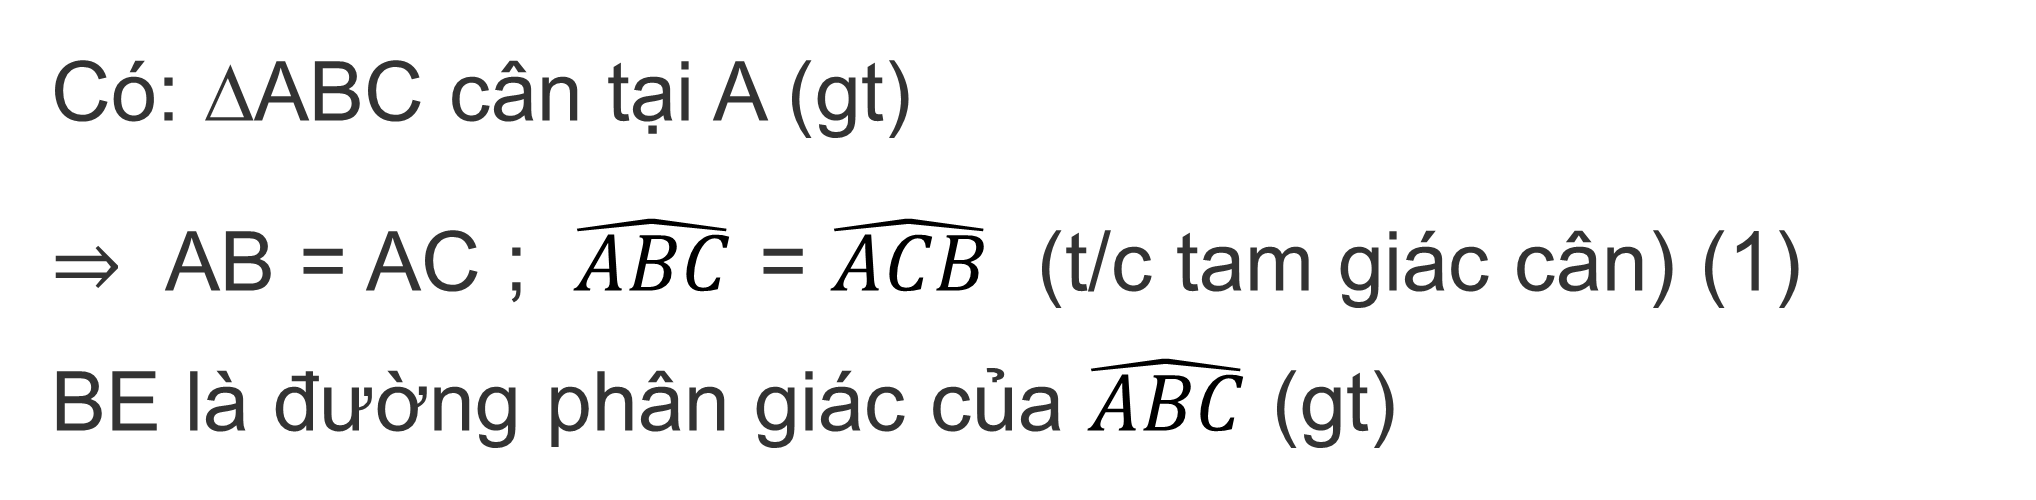 Có: ΔABC cân tại A (gt)
⇒ AB = AC ; $\widehat{ABC}$ = $\widehat{ACB}$ (t/c tam giác cân) (1)
BE là đường phân giác của $\widehat{ABC}$ (gt)